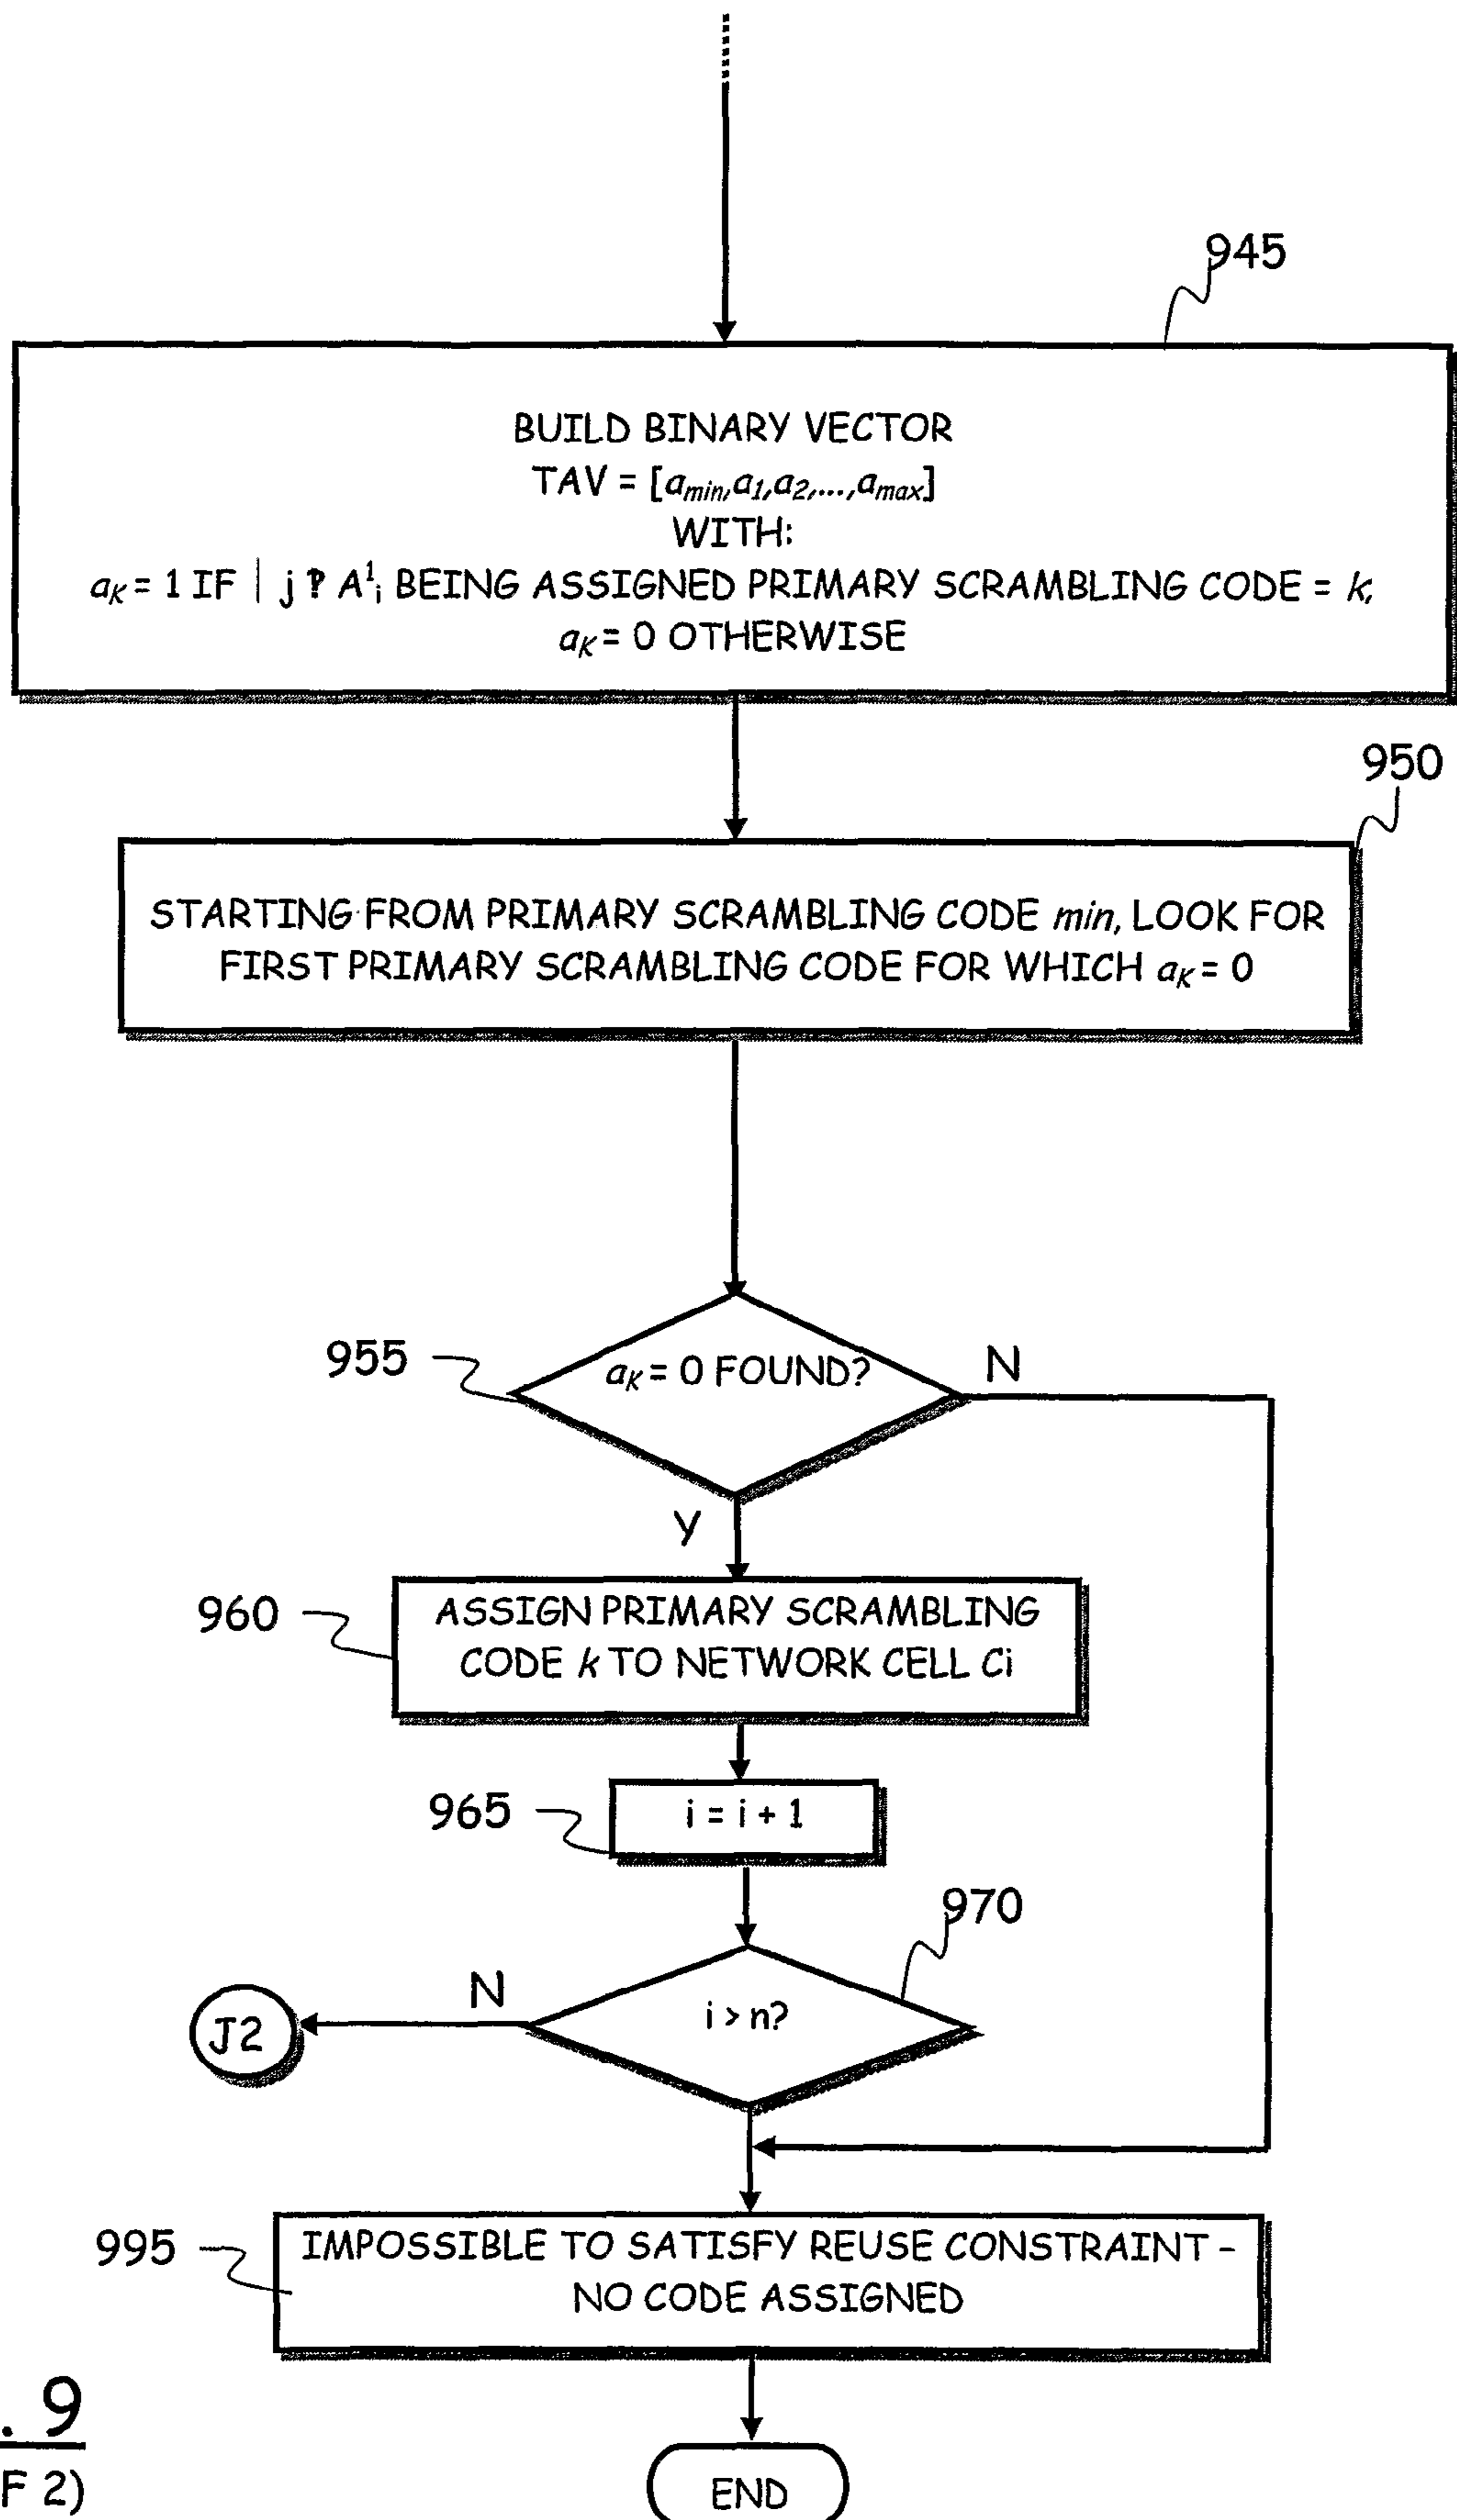 945
BUILD BINARY VECTOR
TAV = [amin,a1,a2,...,amax]
WITH:
aK = 1 IF | j ‽ A¹i BEING ASSIGNED PRIMARY SCRAMBLING CODE = k,
aK = 0 OTHERWISE
950
STARTING FROM PRIMARY SCRAMBLING CODE min, LOOK FOR
FIRST PRIMARY SCRAMBLING CODE FOR WHICH aK = 0
955
aK = 0 FOUND?
N
Y
960
ASSIGN PRIMARY SCRAMBLING
CODE k TO NETWORK CELL Ci
965
i = i + 1
970
N
i > n?
J2
995
IMPOSSIBLE TO SATISFY REUSE CONSTRAINT –
NO CODE ASSIGNED
. 9
F 2)
END